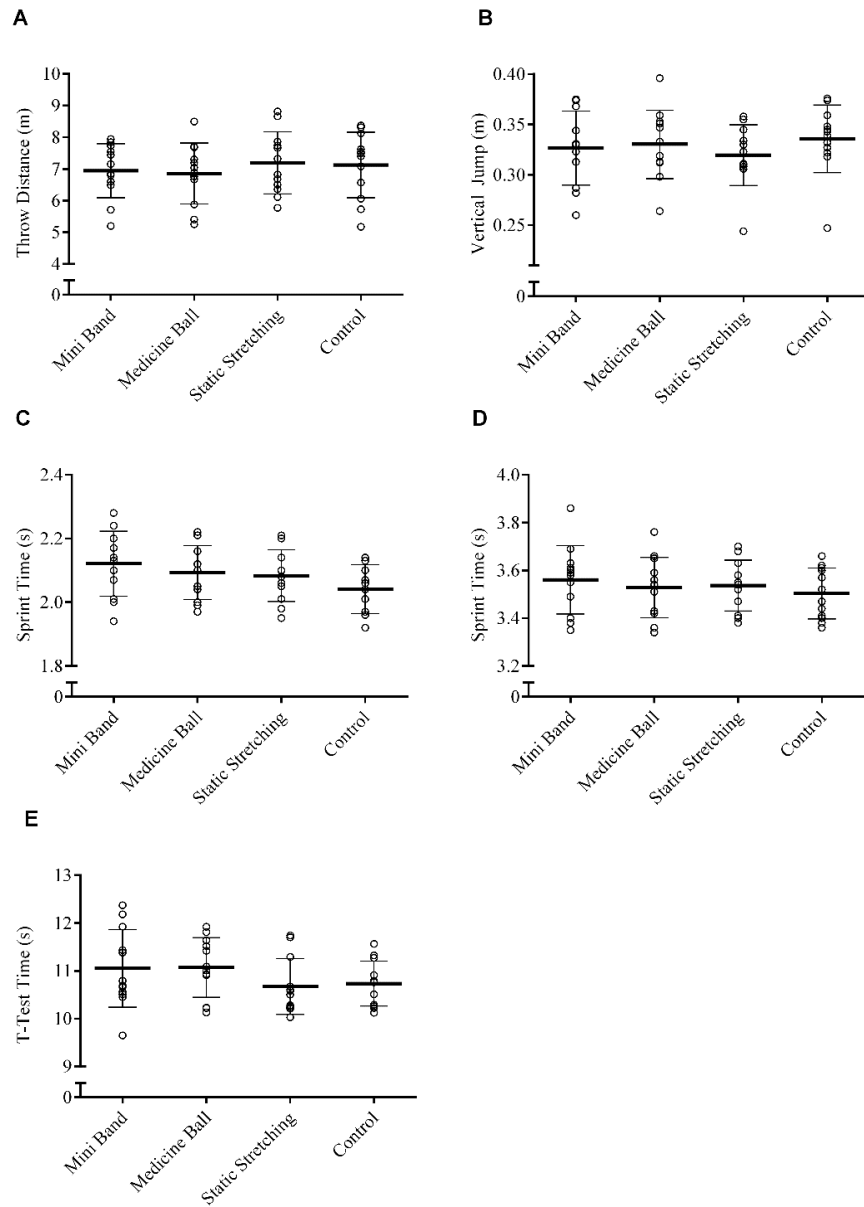 A
Throw Distance (m)
10
9
8
7
6
5
4
0
Mini Band
Medicine Ball
Static Stretching
Control
B
Vertical Jump (m)
0.40
0.35
0.30
0.25
0
Mini Band
Medicine Ball
Static Stretching
Control
C
Sprint Time (s)
2.4
2.2
2.0
1.8
0
Mini Band
Medicine Ball
Static Stretching
Control
D
Sprint Time (s)
4.0
3.8
3.6
3.4
3.2
0
Mini Band
Medicine Ball
Static Stretching
Control
E
T-Test Time (s)
13
12
11
10
9
0
Mini Band
Medicine Ball
Static Stretching
Control